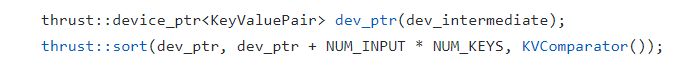 thrust::device_ptr<KeyValuePair> dev_ptr(dev_intermediate);
thrust::sort(dev_ptr, dev_ptr + NUM_INPUT * NUM_KEYS, KVComparator());